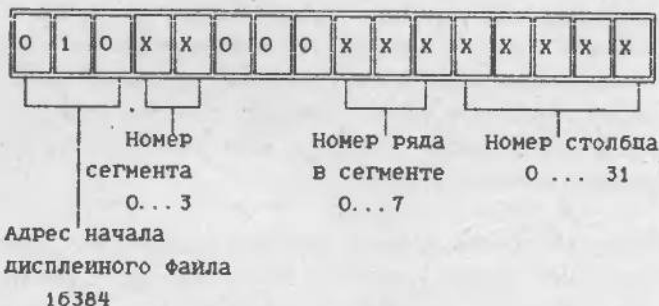 0 1 0 X X 0 0 0 X X X X X X X X
Номер Номер ряда Номер столбца
сегмента в сегменте 0 ... 31
0...3 0...7
Адрес начала
дисплеиного файла
16384